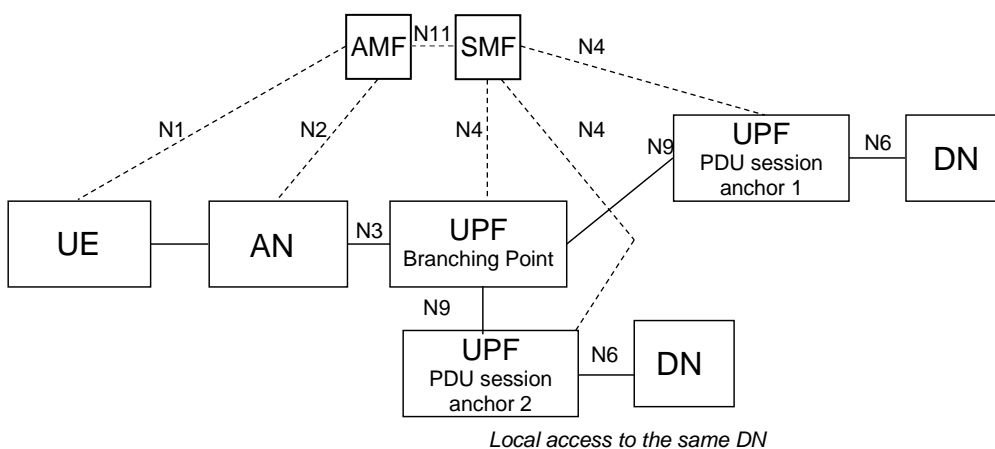 AMF
N11
SMF
N4
N1
N2
N4
N4
UPF
PDU session
anchor 1
N9
N6
DN
UE
AN
N3
UPF
Branching Point
N9
UPF
PDU session
anchor 2
N6
DN
Local access to the same DN